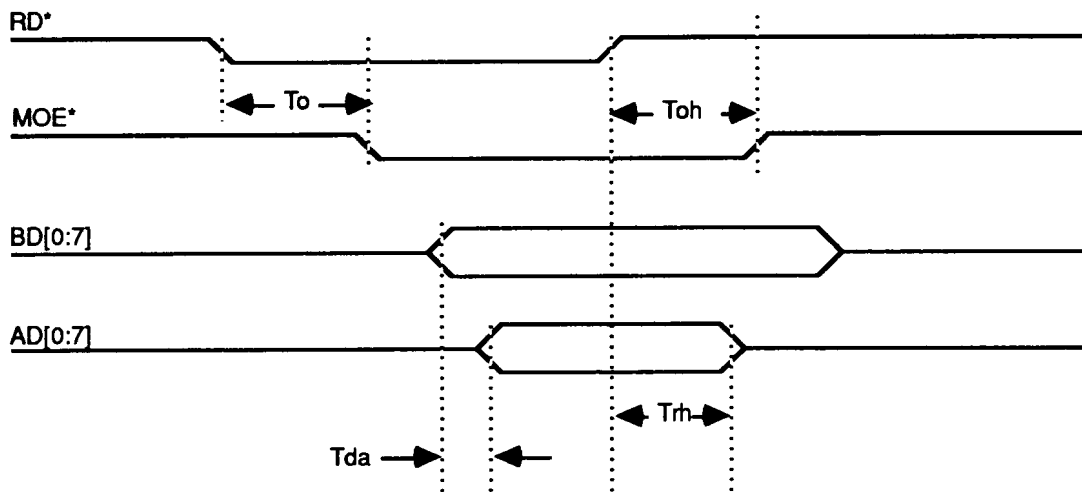 RD*
To
Toh
MOE*
BD[0:7]
AD[0:7]
Trh
Tda